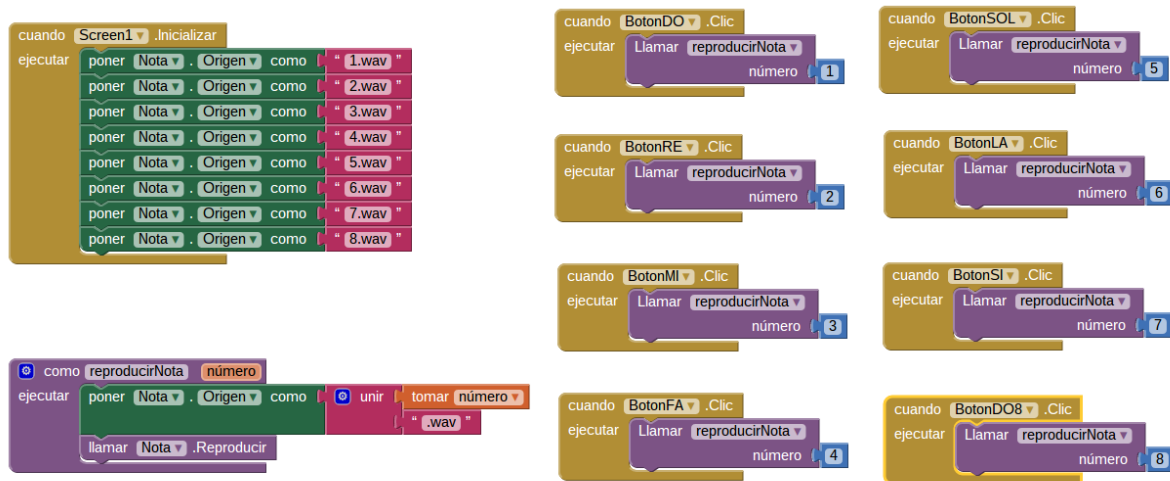 cuando Screen1 .Inicializar
ejecutar poner Nota . Origen como “ 1.wav ”
poner Nota . Origen como “ 2.wav ”
poner Nota . Origen como “ 3.wav ”
poner Nota . Origen como “ 4.wav ”
poner Nota . Origen como “ 5.wav ”
poner Nota . Origen como “ 6.wav ”
poner Nota . Origen como “ 7.wav ”
poner Nota . Origen como “ 8.wav ”
como reproducirNota número
ejecutar poner Nota . Origen como unir tomar número
“ .wav ”
llamar Nota .Reproducir
cuando BotonDO .Clic
ejecutar Llamar reproducirNota
número 1
cuando BotonRE .Clic
ejecutar Llamar reproducirNota
número 2
cuando BotonMI .Clic
ejecutar Llamar reproducirNota
número 3
cuando BotonFA .Clic
ejecutar Llamar reproducirNota
número 4
cuando BotonSOL .Clic
ejecutar Llamar reproducirNota
número 5
cuando BotonLA .Clic
ejecutar Llamar reproducirNota
número 6
cuando BotonSI .Clic
ejecutar Llamar reproducirNota
número 7
cuando BotonDO8 .Clic
ejecutar Llamar reproducirNota
número 8